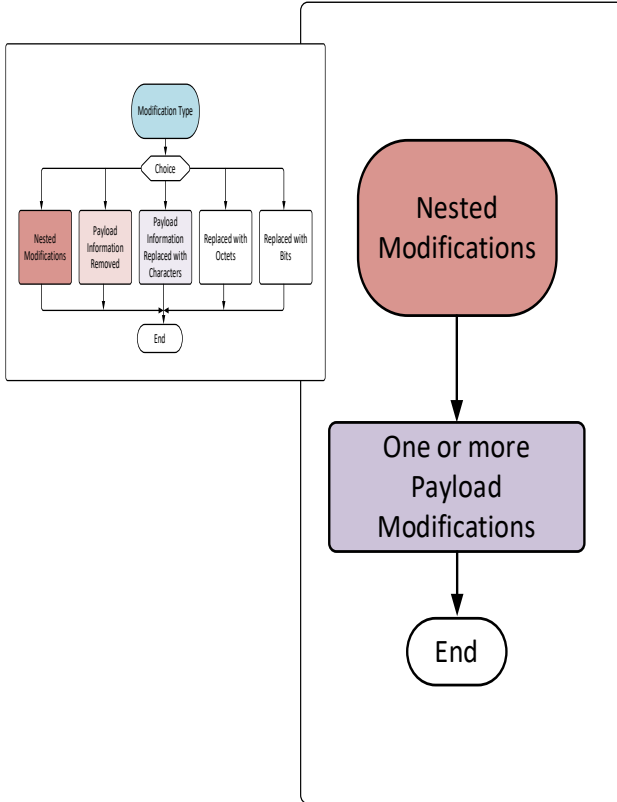 Modification Type
Choice
Nested
Modifications
Payload
Information
Removed
Payload
Information
Replaced with
Characters
Replaced with
Octets
Replaced with
Bits
End
Nested
Modifications
One or more
Payload
Modifications
End